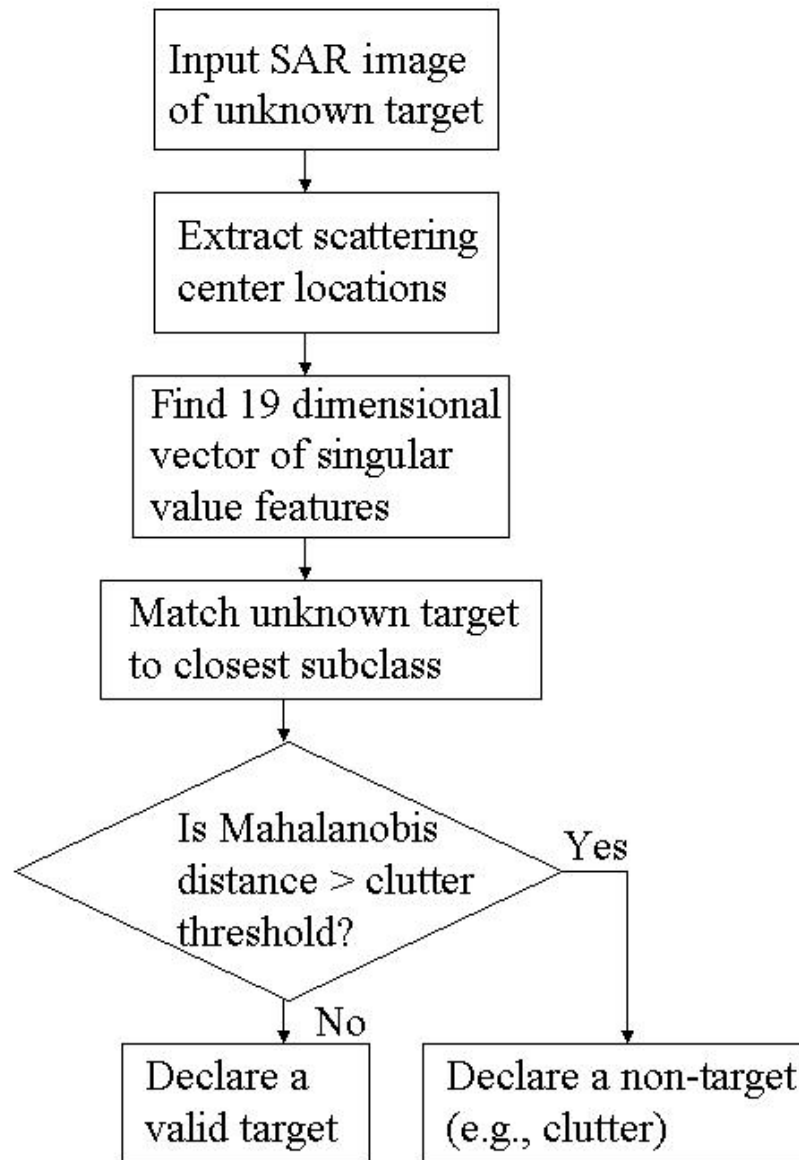 Input SAR image
of unknown target
Extract scattering
center locations
Find 19 dimensional
vector of singular
value features
Match unknown target
to closest subclass
Is Mahalanobis
distance > clutter
threshold?
Yes
No
Declare a
valid target
Declare a non-target
(e.g., clutter)